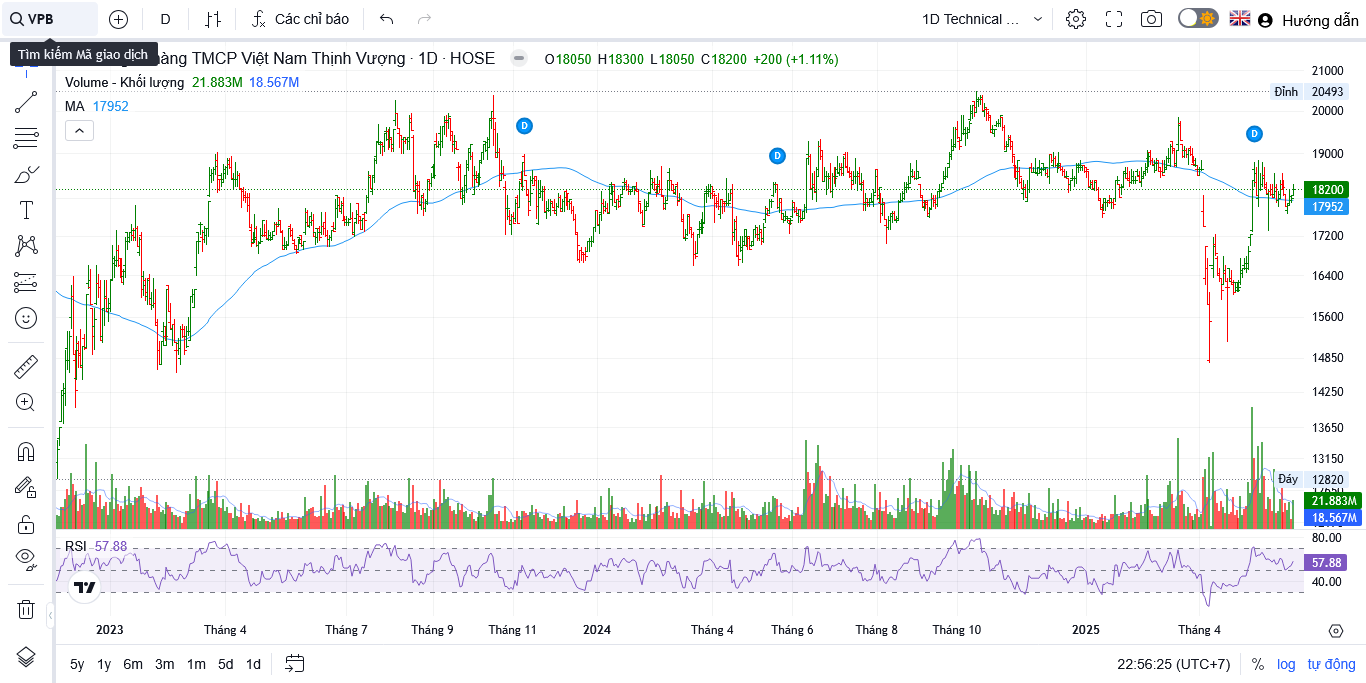 VPB
D
Các chỉ báo
1D Technical ...
Hướng dẫn
Tìm kiếm Mã giao dịch
hàng TMCP Việt Nam Thịnh Vượng · 1D · HOSE
O18050 H18300 L18050 C18200 +200 (+1.11%)
Volume - Khối lượng 21.883M 18.567M
MA 17952
D
D
D
21000
Đỉnh 20493
20000
19000
18200
17952
17200
16400
15600
14850
14250
13650
13150
Đáy 12820
21.883M
18.567M
RSI 57.88
80.00
57.88
40.00
2023 Tháng 4 Tháng 7 Tháng 9 Tháng 11 2024 Tháng 4 Tháng 6 Tháng 8 Tháng 10 2025 Tháng 4
5y 1y 6m 3m 1m 5d 1d
22:56:25 (UTC+7) % log tự động